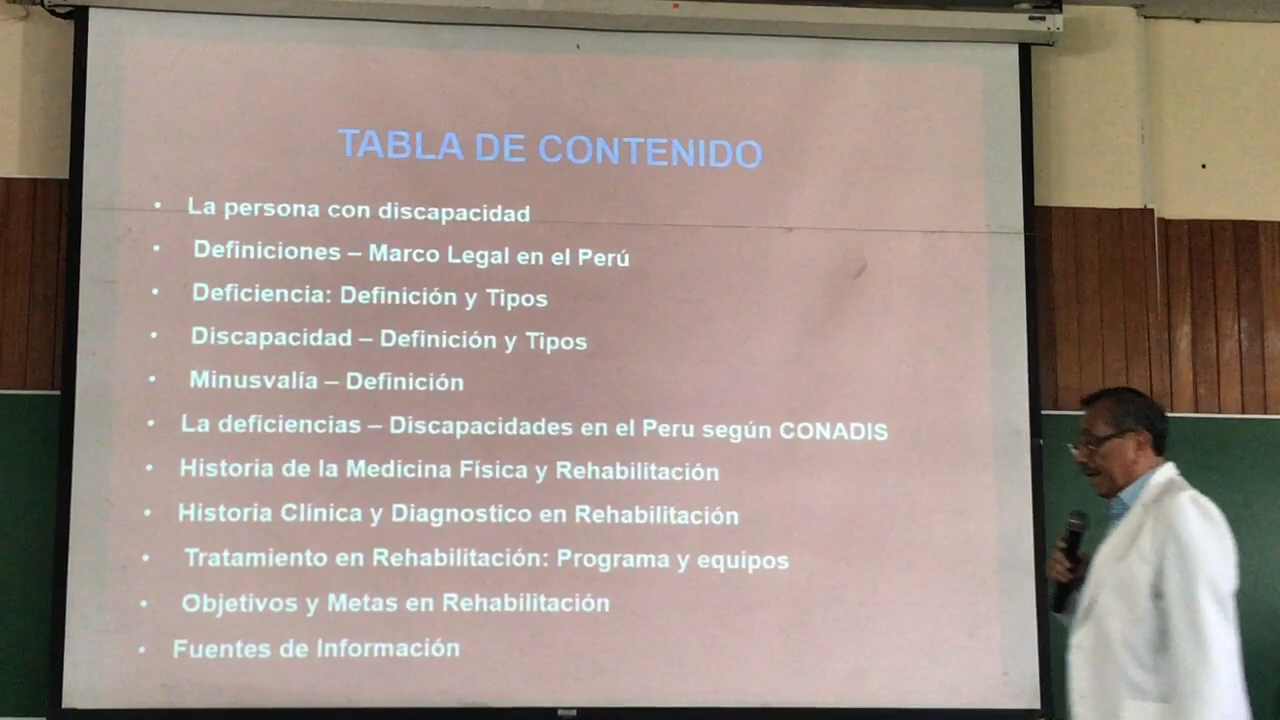 TABLA DE CONTENIDO
• La persona con discapacidad
• Definiciones – Marco Legal en el Perú
• Deficiencia: Definición y Tipos
• Discapacidad – Definición y Tipos
• Minusvalía – Definición
• La deficiencias – Discapacidades en el Peru según CONADIS
• Historia de la Medicina Física y Rehabilitación
• Historia Clínica y Diagnostico en Rehabilitación
• Tratamiento en Rehabilitación: Programa y equipos
• Objetivos y Metas en Rehabilitación
• Fuentes de Información